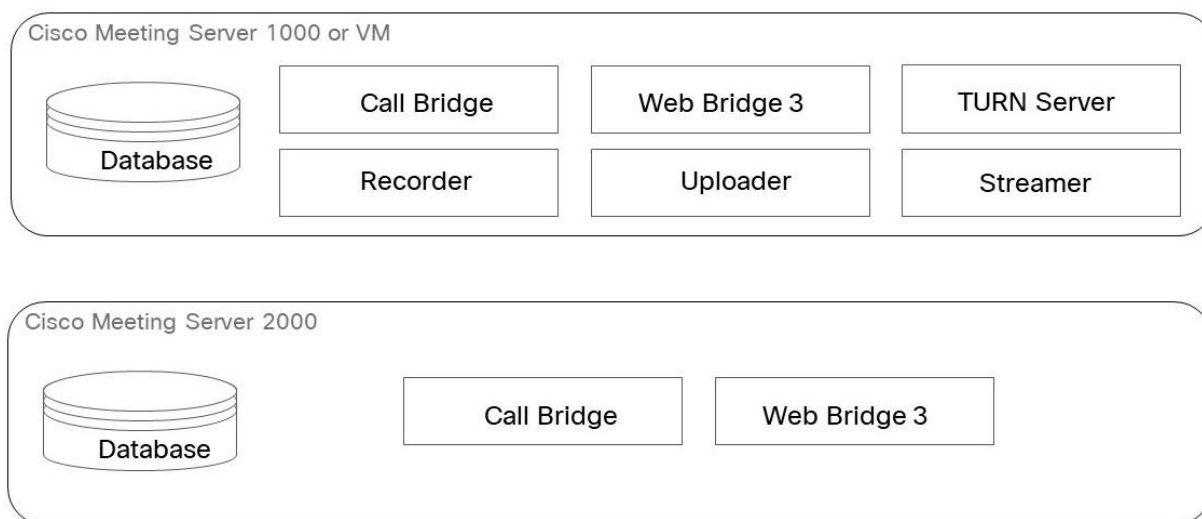 Cisco Meeting Server 1000 or VM
Call Bridge
Web Bridge 3
TURN Server
Database
Recorder
Uploader
Streamer
Cisco Meeting Server 2000
Call Bridge
Web Bridge 3
Database